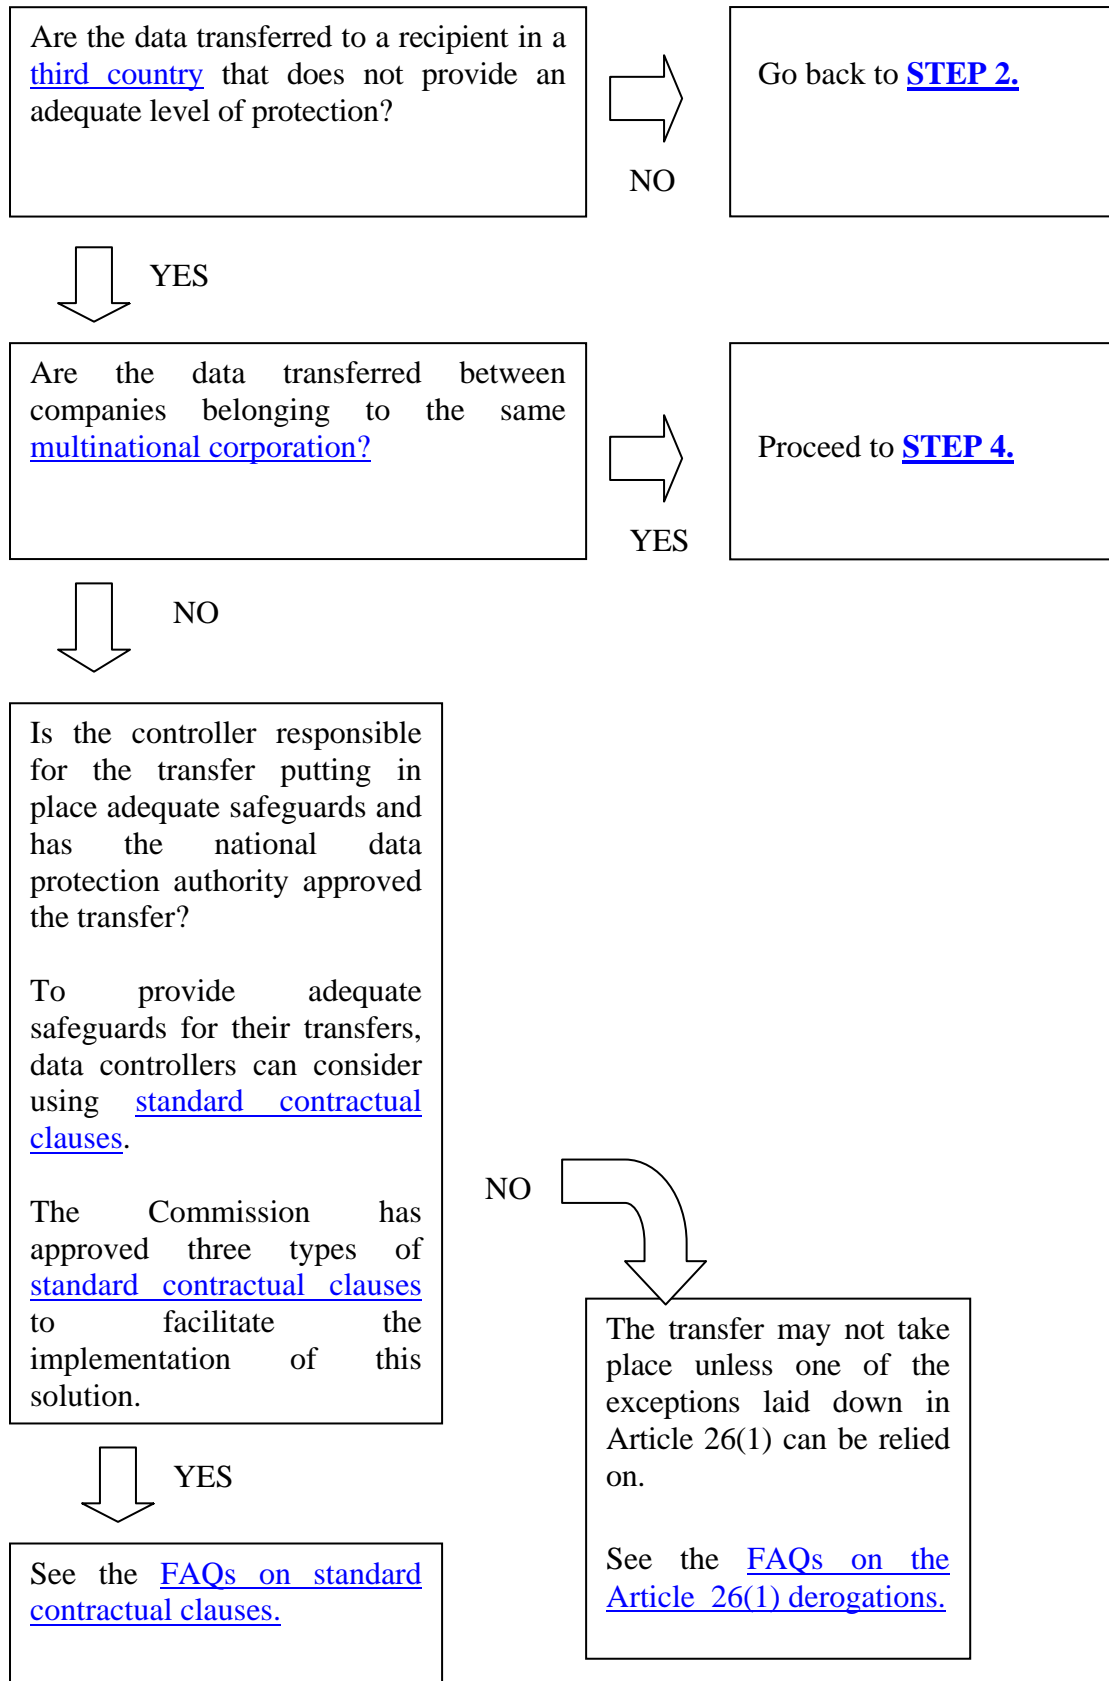 Are the data transferred to a recipient in a
third country that does not provide an
adequate level of protection?
Go back to STEP 2.
NO
YES
Are the data transferred between
companies belonging to the same
multinational corporation?
Proceed to STEP 4.
YES
NO
Is the controller responsible
for the transfer putting in
place adequate safeguards and
has the national data
protection authority approved
the transfer?
To provide adequate
safeguards for their transfers,
data controllers can consider
using standard contractual
clauses.
The Commission has
approved three types of
standard contractual clauses
to facilitate the
implementation of this
solution.
NO
The transfer may not take
place unless one of the
exceptions laid down in
Article 26(1) can be relied
on.
See the FAQs on the
Article 26(1) derogations.
YES
See the FAQs on standard
contractual clauses.